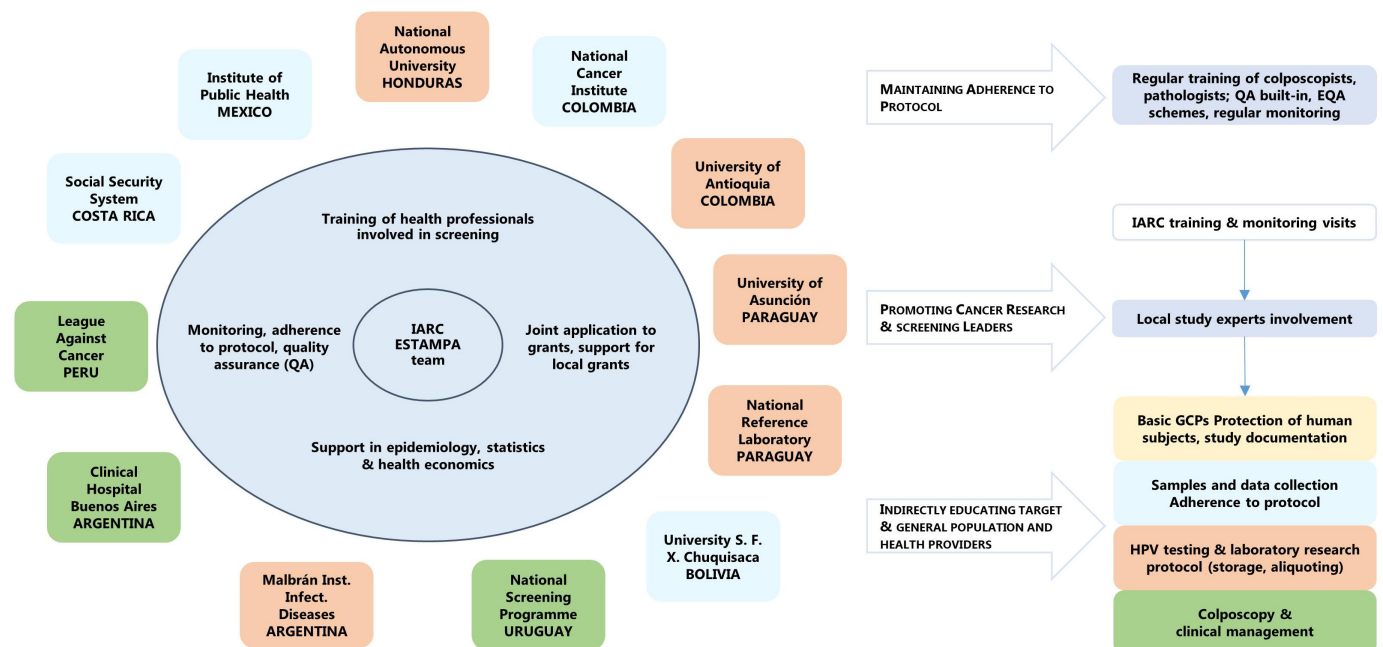 National
Autonomous
University
HONDURAS
National
Cancer
Institute
COLOMBIA
Institute of
Public Health
MEXICO
University of
Antioquia
COLOMBIA
Social Security
System
COSTA RICA
University of
Asunción
PARAGUAY
League
Against
Cancer
PERU
National
Reference
Laboratory
PARAGUAY
Clinical
Hospital
Buenos Aires
ARGENTINA
University S. F.
X. Chuquisaca
BOLIVIA
Malbrán Inst.
Infect.
Diseases
ARGENTINA
National
Screening
Programme
URUGUAY
Training of health professionals
involved in screening
Monitoring, adherence
to protocol, quality
assurance (QA)
IARC
ESTAMPA
team
Joint application to
grants, support for
local grants
Support in epidemiology, statistics
& health economics
MAINTAINING ADHERENCE TO
PROTOCOL
Regular training of colposcopists,
pathologists; QA built-in, EQA
schemes, regular monitoring
PROMOTING CANCER RESEARCH
& SCREENING LEADERS
IARC training & monitoring visits
Local study experts involvement
INDIRECTLY EDUCATING TARGET
& GENERAL POPULATION AND
HEALTH PROVIDERS
Basic GCPs Protection of human
subjects, study documentation
Samples and data collection
Adherence to protocol
HPV testing & laboratory research
protocol (storage, aliquoting)
Colposcopy &
clinical management